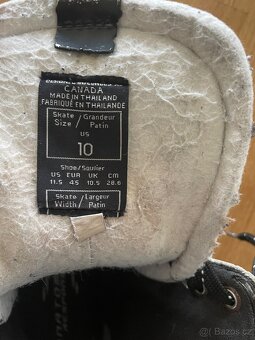 CANADA
MADE IN THAILAND
FABRIQUÉ EN THAILANDE
Skate / Grandeur
Size / Patin
US
10
Shoe/Soulier
US EUR UK CM
11.5 45 10.5 28.6
Skate / Largeur
Width / Patin
Bazos.cz